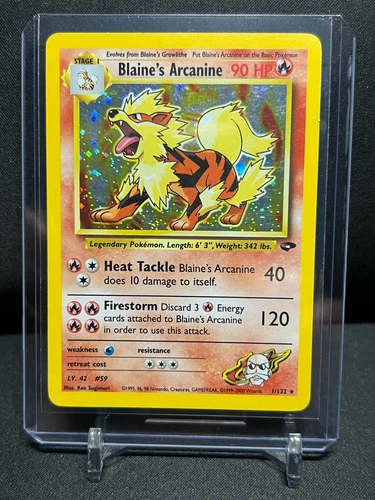 Evolves from Blaine's Growlithe Put Blaine's Arcanine on the Basic Pokémon
STAGE 1
Blaine's Arcanine 90 HP
Legendary Pokémon. Length: 6' 3", Weight: 342 lbs.
Heat Tackle Blaine's Arcanine
does 10 damage to itself.
40
Firestorm Discard 3 Energy
cards attached to Blaine's Arcanine
in order to use this attack.
120
weakness resistance
retreat cost
LV. 42 #59
Illus. Ken Sugimori ©1995, 96, 98 Nintendo, Creatures, GAMEFREAK. ©1999-2000 Wizards. 1/132 ★